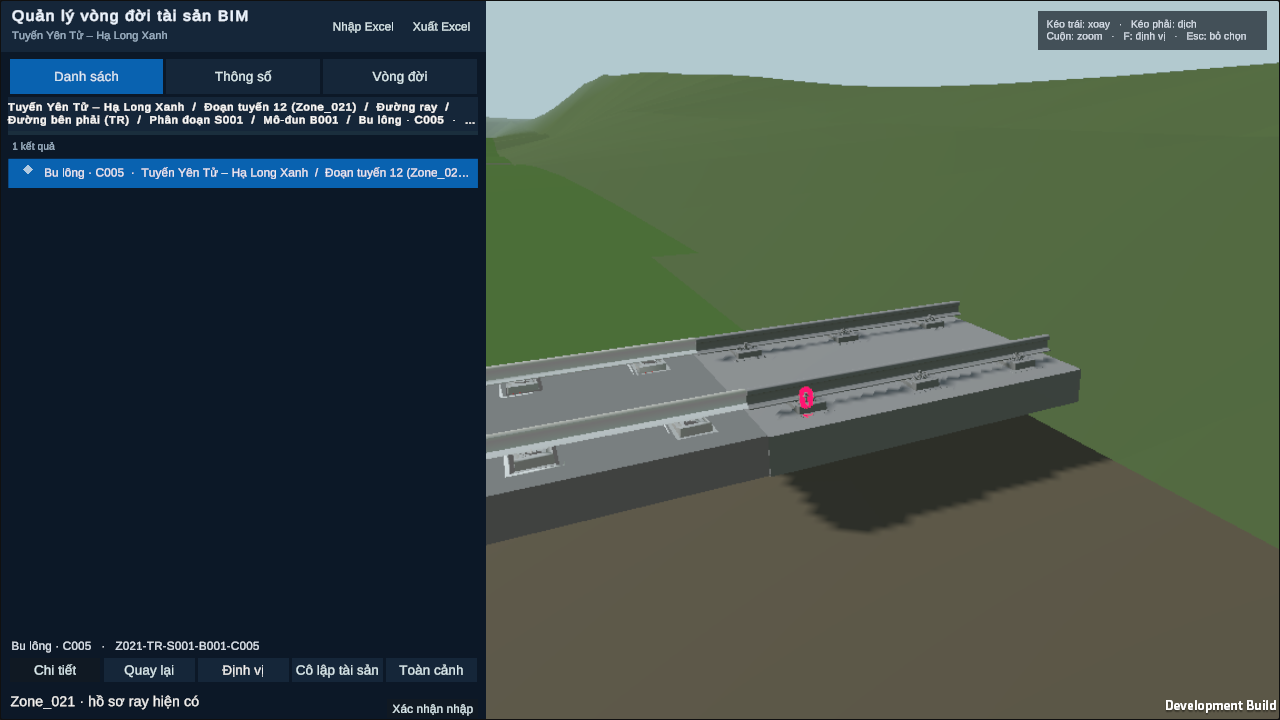 Quản lý vòng đời tài sản BIM
Tuyến Yên Tử – Hạ Long Xanh
Nhập Excel
Xuất Excel
Danh sách
Thông số
Vòng đời
Tuyến Yên Tử – Hạ Long Xanh / Đoạn tuyến 12 (Zone_021) / Đường ray /
Đường bên phải (TR) / Phân đoạn S001 / Mô-đun B001 / Bu lông · C005 · ...
1 kết quả
Bu lông · C005 · Tuyến Yên Tử – Hạ Long Xanh / Đoạn tuyến 12 (Zone_02...
Bu lông · C005 · Z021-TR-S001-B001-C005
Chi tiết
Quay lại
Định vị
Cô lập tài sản
Toàn cảnh
Zone_021 · hồ sơ ray hiện có
Xác nhận nhập
Kéo trái: xoay · Kéo phải: dịch
Cuộn: zoom · F: định vị · Esc: bỏ chọn
Development Build